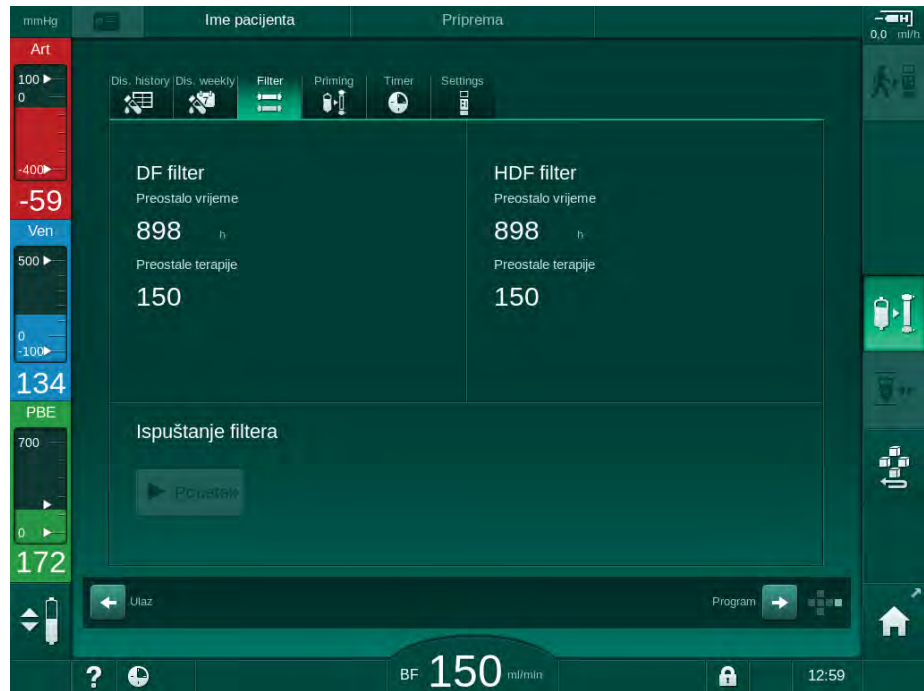 mmHg
Ime pacijenta
Priprema
0,0 ml/h
Art
100
0
-400
-59
Ven
500
0
-100
134
PBE
700
0
172
Dis. history
Dis. weekly
Filter
Priming
Timer
Settings
7
DF filter
Preostalo vrijeme
898 h
Preostale terapije
150
HDF filter
Preostalo vrijeme
898 h
Preostale terapije
150
Ispuštanje filtera
Ulaz
Program
?
BF 150 ml/min
12:59